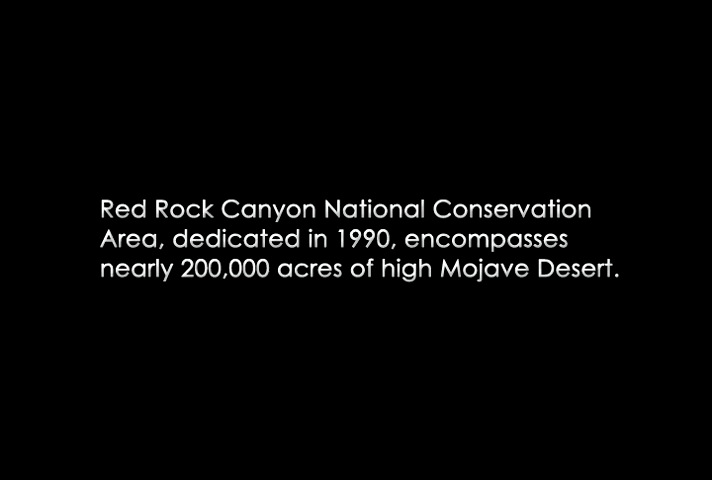 Red Rock Canyon National Conservation
Area, dedicated in 1990, encompasses
nearly 200,000 acres of high Mojave Desert.